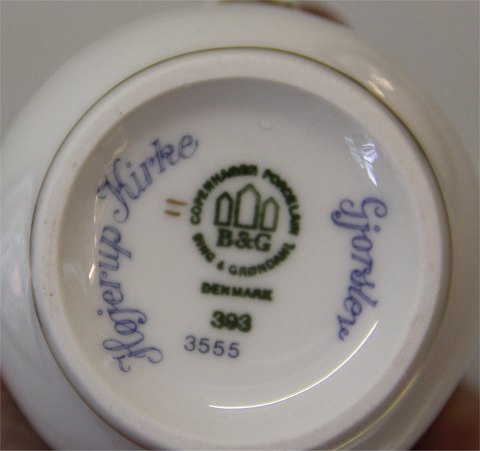 Højerup Kirke
COPENHAGEN PORCELAIN
B&G
BING & GRØNDAHL
DENMARK
393
3555
Gjorslev